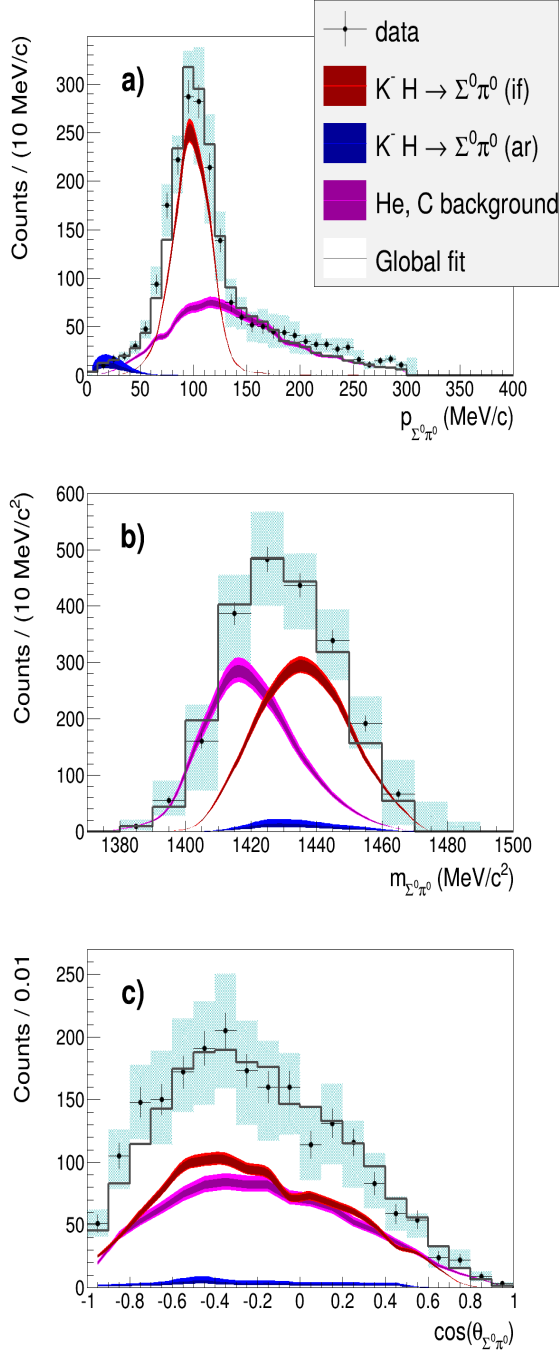 data
K⁻ H → Σ⁰π⁰ (if)
K⁻ H → Σ⁰π⁰ (ar)
He, C background
Global fit
a)
Counts / (10 MeV/c)
300
250
200
150
100
50
0
0 50 100 150 200 250 300 350 400
p_Σ⁰π⁰ (MeV/c)
b)
Counts / (10 MeV/c²)
600
500
400
300
200
100
0
1380 1400 1420 1440 1460 1480 1500
m_Σ⁰π⁰ (MeV/c²)
c)
Counts / 0.01
250
200
150
100
50
0
-1 -0.8 -0.6 -0.4 -0.2 0 0.2 0.4 0.6 0.8 1
cos(θ_Σ⁰π⁰)